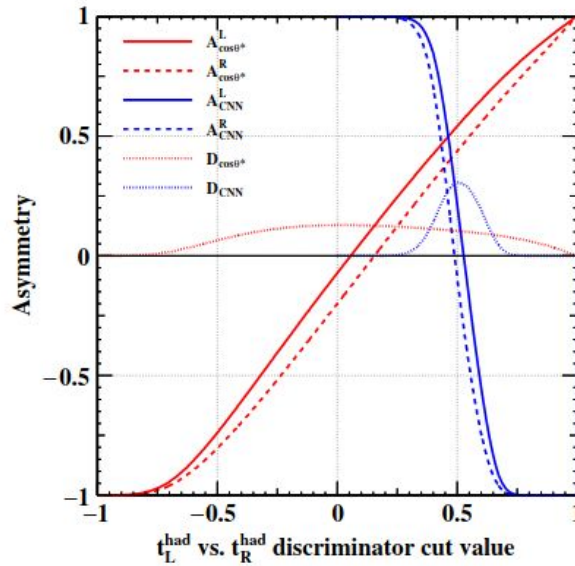 1
0.5
0
−0.5
−1
Asymmetry
A^L_cosθ*
A^R_cosθ*
A^L_CNN
A^R_CNN
D_cosθ*
D_CNN
−1 −0.5 0 0.5 1
t^had_L vs. t^had_R discriminator cut value